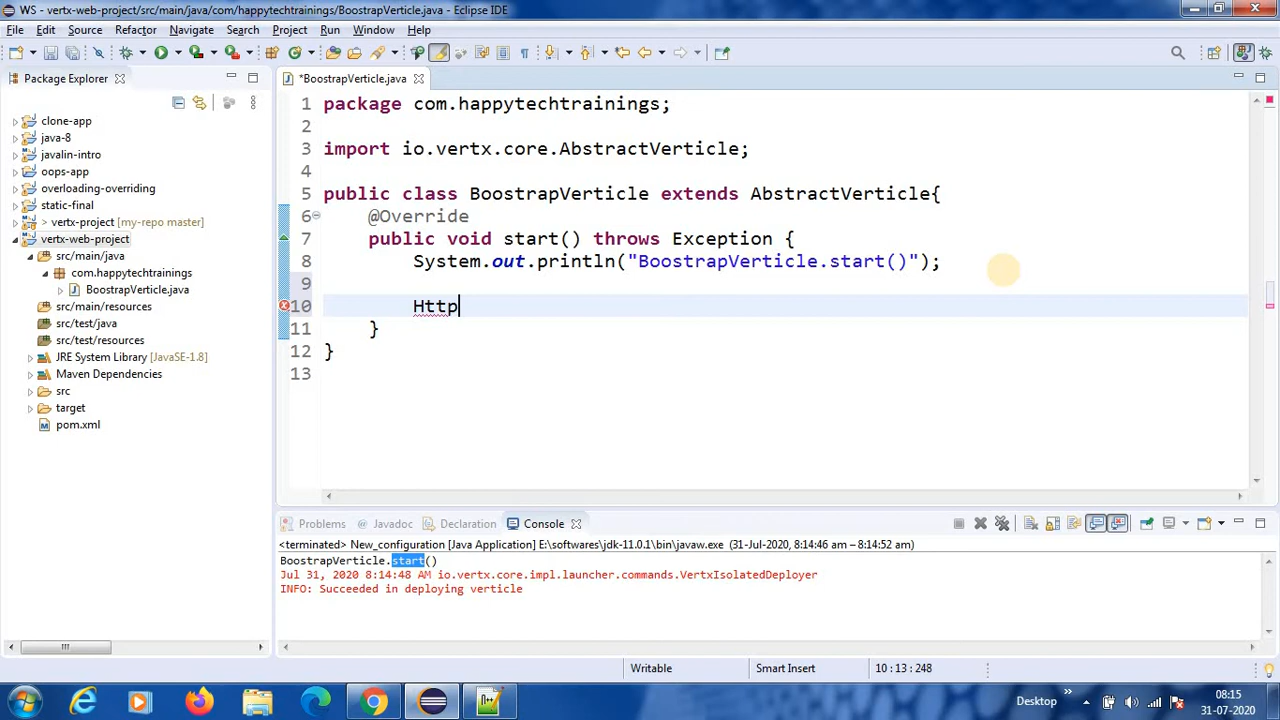 WS - vertx-web-project/src/main/java/com/happytechtrainings/BoostrapVerticle.java - Eclipse IDE
File Edit Source Refactor Navigate Search Project Run Window Help
Package Explorer
*BoostrapVerticle.java
clone-app
java-8
javalin-intro
oops-app
overloading-overriding
static-final
> vertx-project [my-repo master]
vertx-web-project
src/main/java
com.happytechtrainings
BoostrapVerticle.java
src/main/resources
src/test/java
src/test/resources
JRE System Library [JavaSE-1.8]
Maven Dependencies
src
target
pom.xml
1 package com.happytechtrainings;
2
3 import io.vertx.core.AbstractVerticle;
4
5 public class BoostrapVerticle extends AbstractVerticle{
6 @Override
7 public void start() throws Exception {
8 System.out.println("BoostrapVerticle.start()");
9
10 Http
11 }
12 }
13
Problems Javadoc Declaration Console
<terminated> New_configuration [Java Application] E:\softwares\jdk-11.0.1\bin\javaw.exe (31-Jul-2020, 8:14:46 am – 8:14:52 am)
BoostrapVerticle.start()
Jul 31, 2020 8:14:48 AM io.vertx.core.impl.launcher.commands.VertxIsolatedDeployer
INFO: Succeeded in deploying verticle
Writable Smart Insert 10 : 13 : 248
Desktop 08:15
31-07-2020